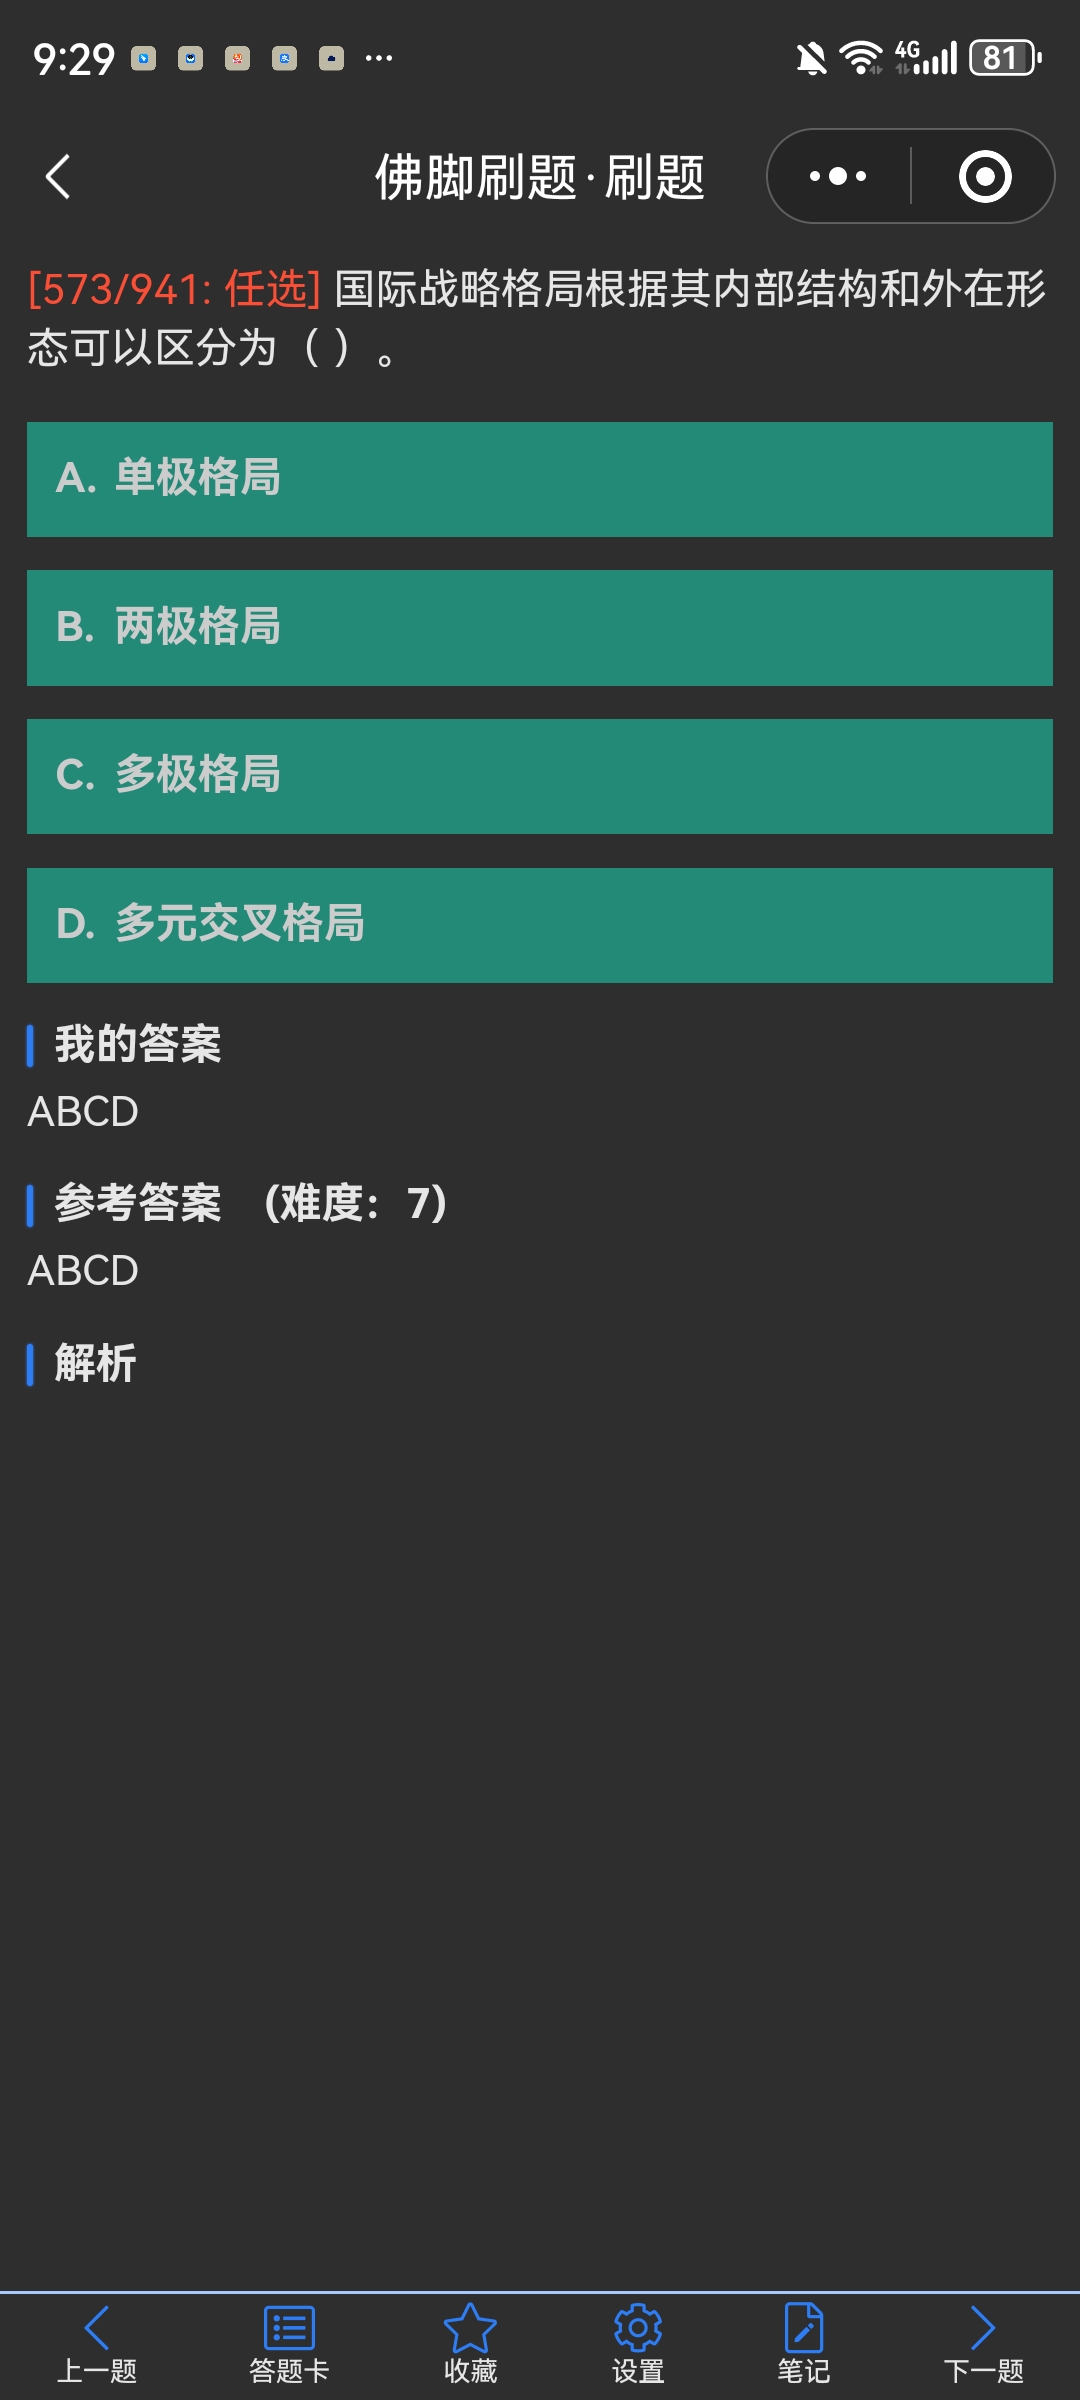 9:29
4G
81
佛脚刷题·刷题
[573/941: 任选] 国际战略格局根据其内部结构和外在形
态可以区分为（ ）。
A. 单极格局
B. 两极格局
C. 多极格局
D. 多元交叉格局
我的答案
ABCD
参考答案 (难度：7)
ABCD
解析
上一题 答题卡 收藏 设置 笔记 下一题